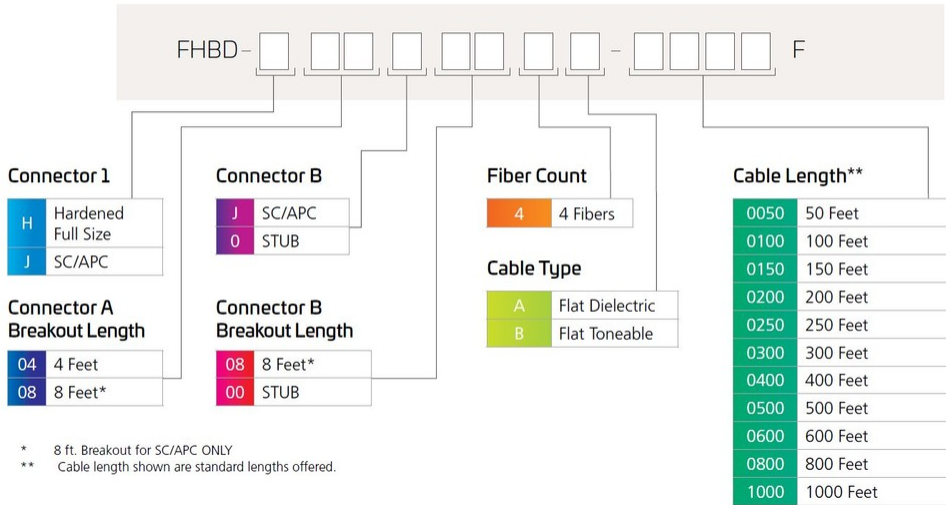 FHBD- - F
Connector 1
H Hardened
Full Size
J SC/APC
Connector A
Breakout Length
04 4 Feet
08 8 Feet*
Connector B
J SC/APC
0 STUB
Connector B
Breakout Length
08 8 Feet*
00 STUB
Fiber Count
4 4 Fibers
Cable Type
A Flat Dielectric
B Flat Toneable
Cable Length**
0050 50 Feet
0100 100 Feet
0150 150 Feet
0200 200 Feet
0250 250 Feet
0300 300 Feet
0400 400 Feet
0500 500 Feet
0600 600 Feet
0800 800 Feet
1000 1000 Feet
* 8 ft. Breakout for SC/APC ONLY
** Cable length shown are standard lengths offered.